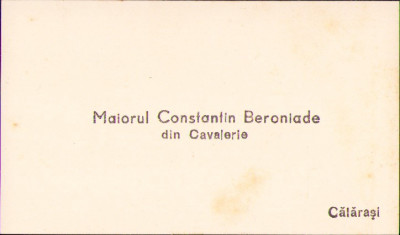 Maiorul Constantin Beroniade
din Cavalerie
Călărași